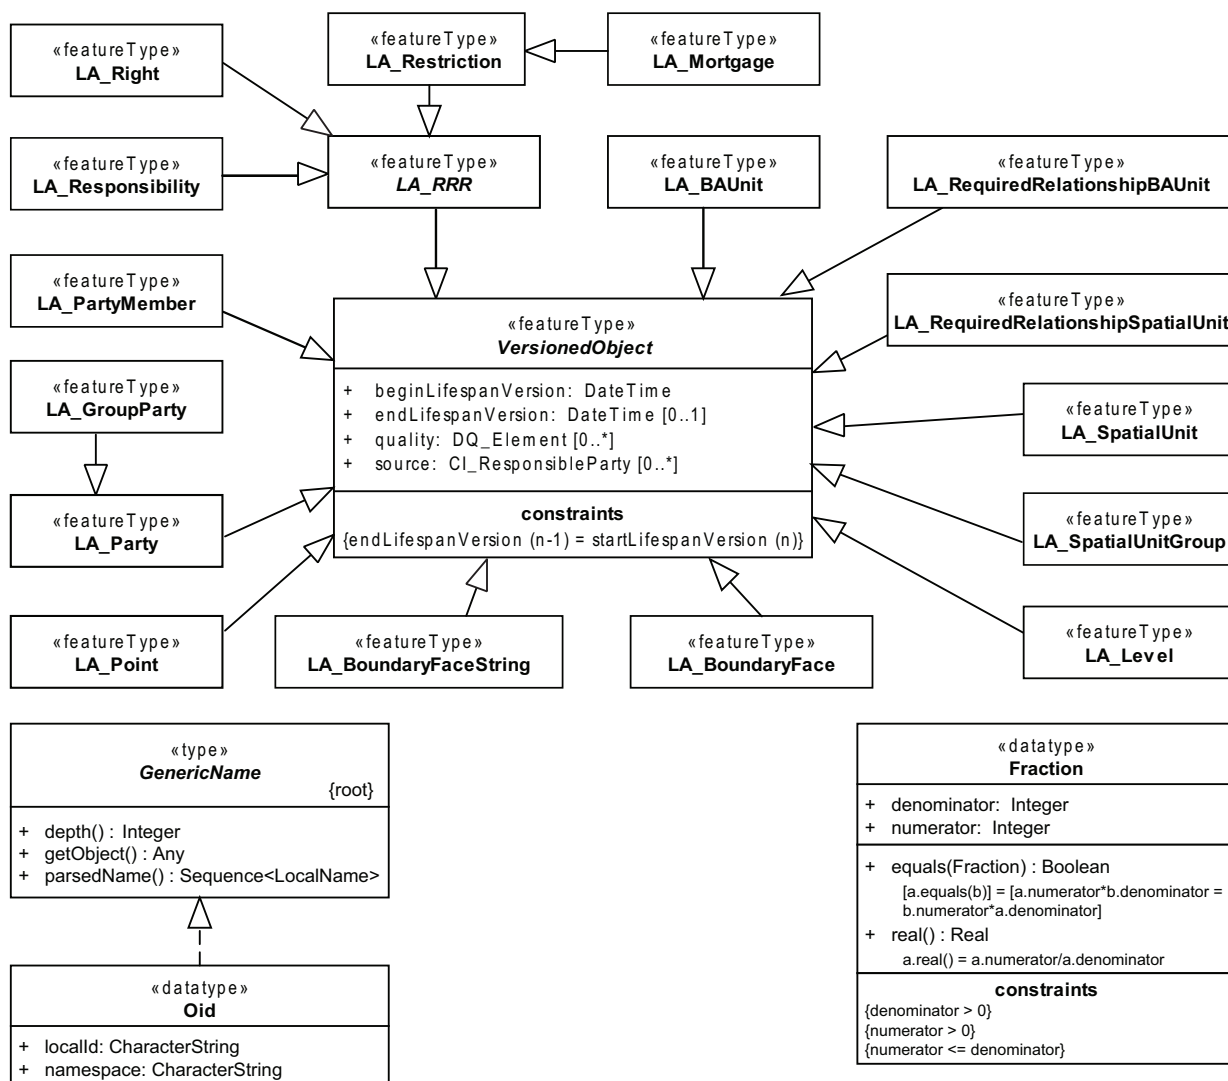 «featureType»
LA_Right
«featureType»
LA_Restriction
«featureType»
LA_Mortgage
«featureType»
LA_Responsibility
«featureType»
LA_RRR
«featureType»
LA_BAUnit
«featureType»
LA_RequiredRelationshipBAUnit
«featureType»
LA_PartyMember
«featureType»
LA_RequiredRelationshipSpatialUnit
«featureType»
VersionedObject
+ beginLifespanVersion: DateTime
+ endLifespanVersion: DateTime [0..1]
+ quality: DQ_Element [0..*]
+ source: CI_ResponsibleParty [0..*]
constraints
{endLifespanVersion (n-1) = startLifespanVersion (n)}
«featureType»
LA_GroupParty
«featureType»
LA_SpatialUnit
«featureType»
LA_Party
«featureType»
LA_SpatialUnitGroup
«featureType»
LA_Point
«featureType»
LA_BoundaryFaceString
«featureType»
LA_BoundaryFace
«featureType»
LA_Level
«type»
GenericName
{root}
+ depth() : Integer
+ getObject() : Any
+ parsedName() : Sequence<LocalName>
«datatype»
Oid
+ localId: CharacterString
+ namespace: CharacterString
«datatype»
Fraction
+ denominator: Integer
+ numerator: Integer
+ equals(Fraction) : Boolean
[a.equals(b)] = [a.numerator*b.denominator =
b.numerator*a.denominator]
+ real() : Real
a.real() = a.numerator/a.denominator
constraints
{denominator > 0}
{numerator > 0}
{numerator <= denominator}